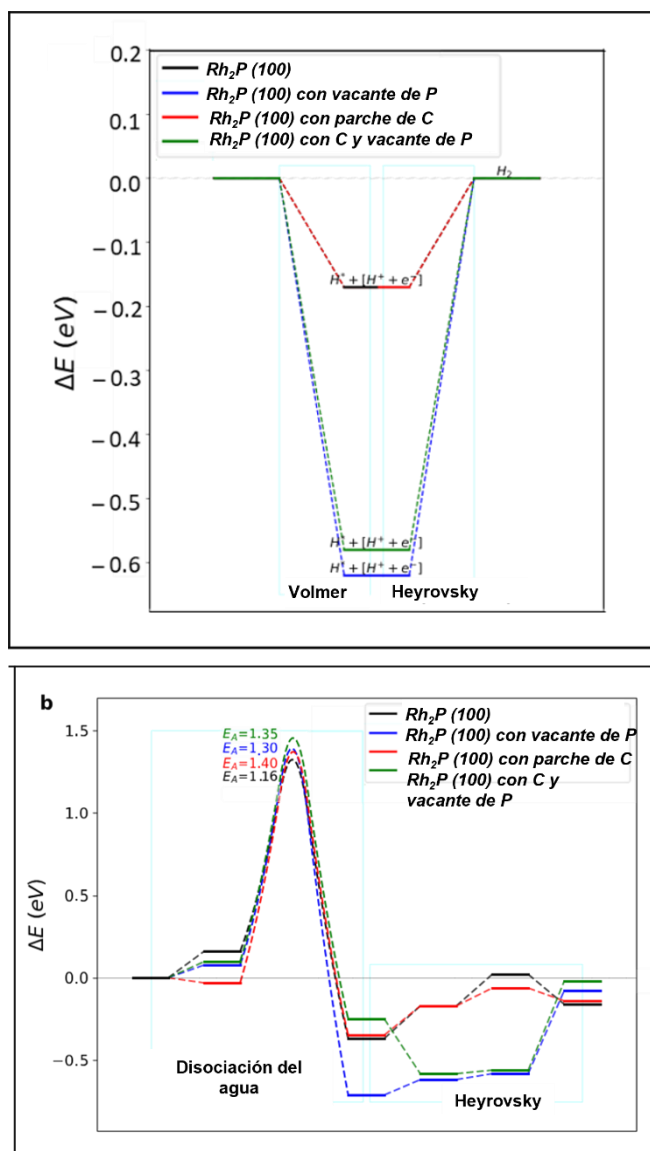 0.2
0.1
0.0
−0.1
−0.2
−0.3
−0.4
−0.5
−0.6
ΔE (eV)
Rh₂P (100)
Rh₂P (100) con vacante de P
Rh₂P (100) con parche de C
Rh₂P (100) con C y vacante de P
H₂
H* + [H⁺ + e⁻]
H* + [H⁺ + e⁻]
H* + [H⁺ + e⁻]
Volmer
Heyrovsky
b
1.5
1.0
0.5
0.0
−0.5
ΔE (eV)
E_A=1.35
E_A=1.30
E_A=1.40
E_A=1.16
Rh₂P (100)
Rh₂P (100) con vacante de P
Rh₂P (100) con parche de C
Rh₂P (100) con C y
vacante de P
Disociación del
agua
Heyrovsky